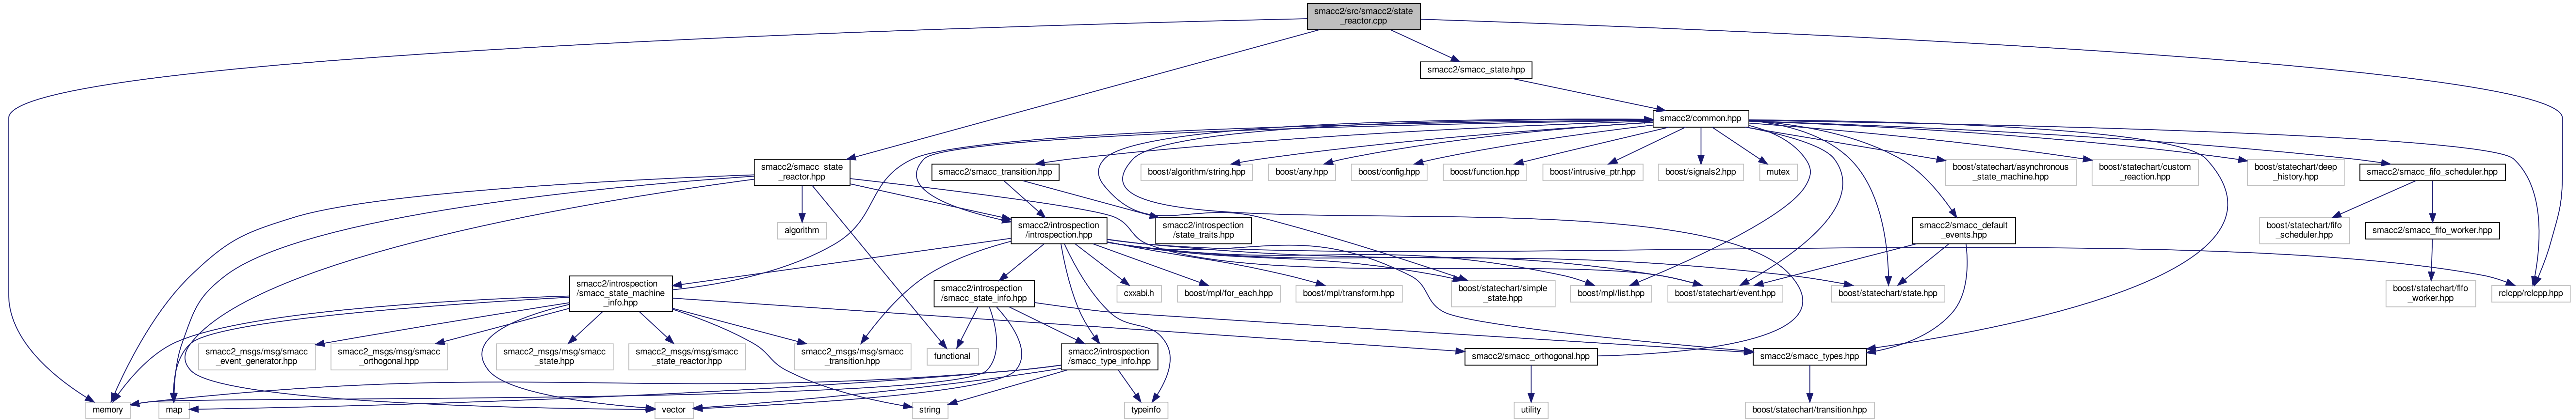 smacc2/src/smacc2/state
_reactor.cpp
smacc2/smacc_state.hpp
smacc2/common.hpp
smacc2/smacc_state
_reactor.hpp
smacc2/smacc_transition.hpp
boost/algorithm/string.hpp
boost/any.hpp
boost/config.hpp
boost/function.hpp
boost/intrusive_ptr.hpp
boost/signals2.hpp
mutex
boost/statechart/asynchronous
_state_machine.hpp
boost/statechart/custom
_reaction.hpp
boost/statechart/deep
_history.hpp
smacc2/smacc_fifo_scheduler.hpp
algorithm
smacc2/introspection
/introspection.hpp
smacc2/introspection
/state_traits.hpp
smacc2/smacc_default
_events.hpp
boost/statechart/fifo
_scheduler.hpp
smacc2/smacc_fifo_worker.hpp
smacc2/introspection
/smacc_state_machine
_info.hpp
smacc2/introspection
/smacc_state_info.hpp
cxxabi.h
boost/mpl/for_each.hpp
boost/mpl/transform.hpp
boost/statechart/simple
_state.hpp
boost/mpl/list.hpp
boost/statechart/event.hpp
boost/statechart/state.hpp
boost/statechart/fifo
_worker.hpp
rclcpp/rclcpp.hpp
smacc2_msgs/msg/smacc
_event_generator.hpp
smacc2_msgs/msg/smacc
_orthogonal.hpp
smacc2_msgs/msg/smacc
_state.hpp
smacc2_msgs/msg/smacc
_state_reactor.hpp
smacc2_msgs/msg/smacc
_transition.hpp
functional
smacc2/introspection
/smacc_type_info.hpp
smacc2/smacc_orthogonal.hpp
smacc2/smacc_types.hpp
memory
map
vector
string
typeinfo
utility
boost/statechart/transition.hpp